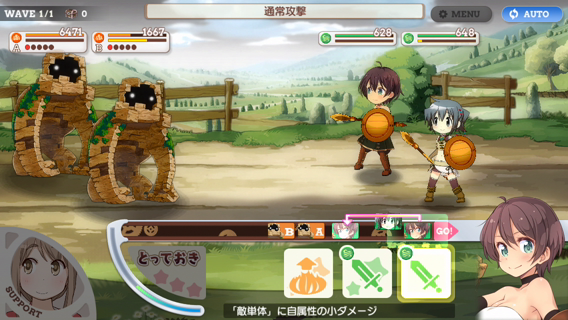 WAVE 1/1 0
通常攻撃
MENU
AUTO
6471
A
1667
B
628
648
B A GO!
とっておき
SUPPORT
「敵単体」に自属性の小ダメージ